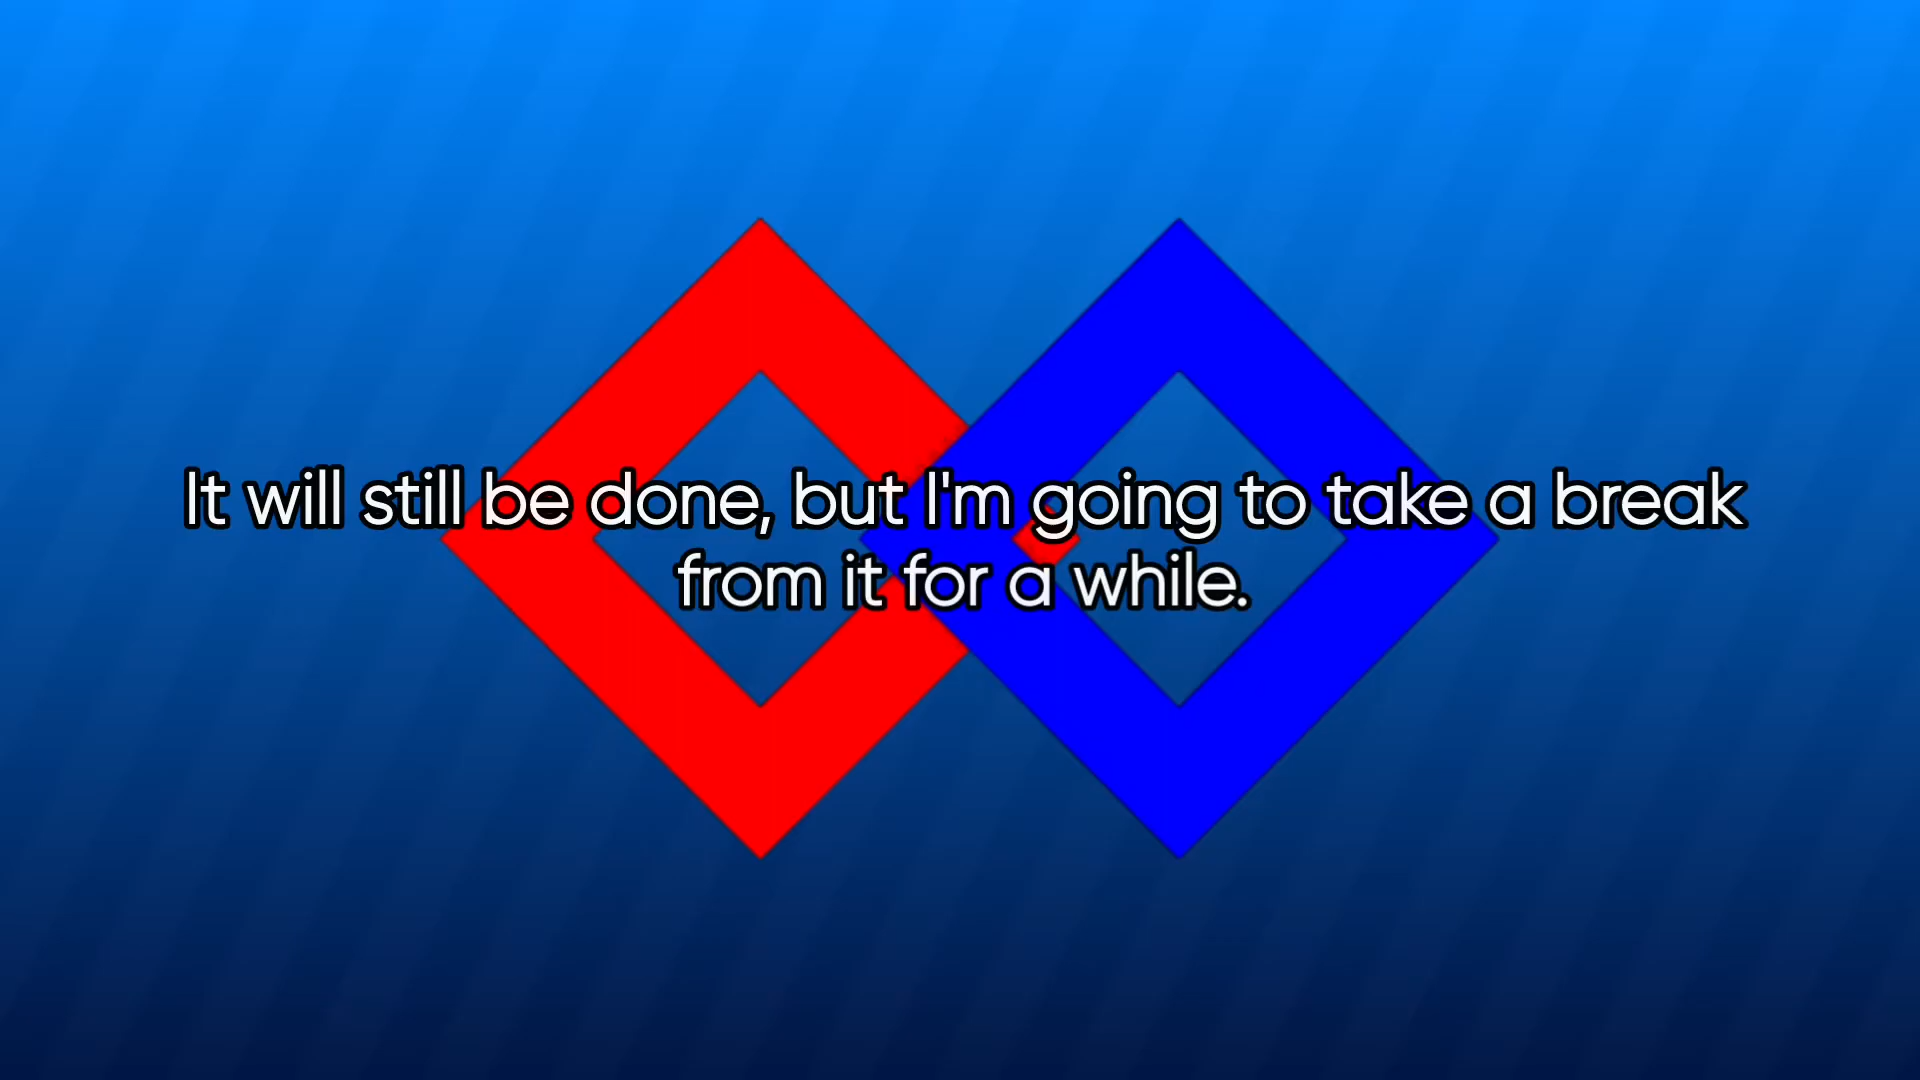 It will still be done, but I'm going to take a break
from it for a while.